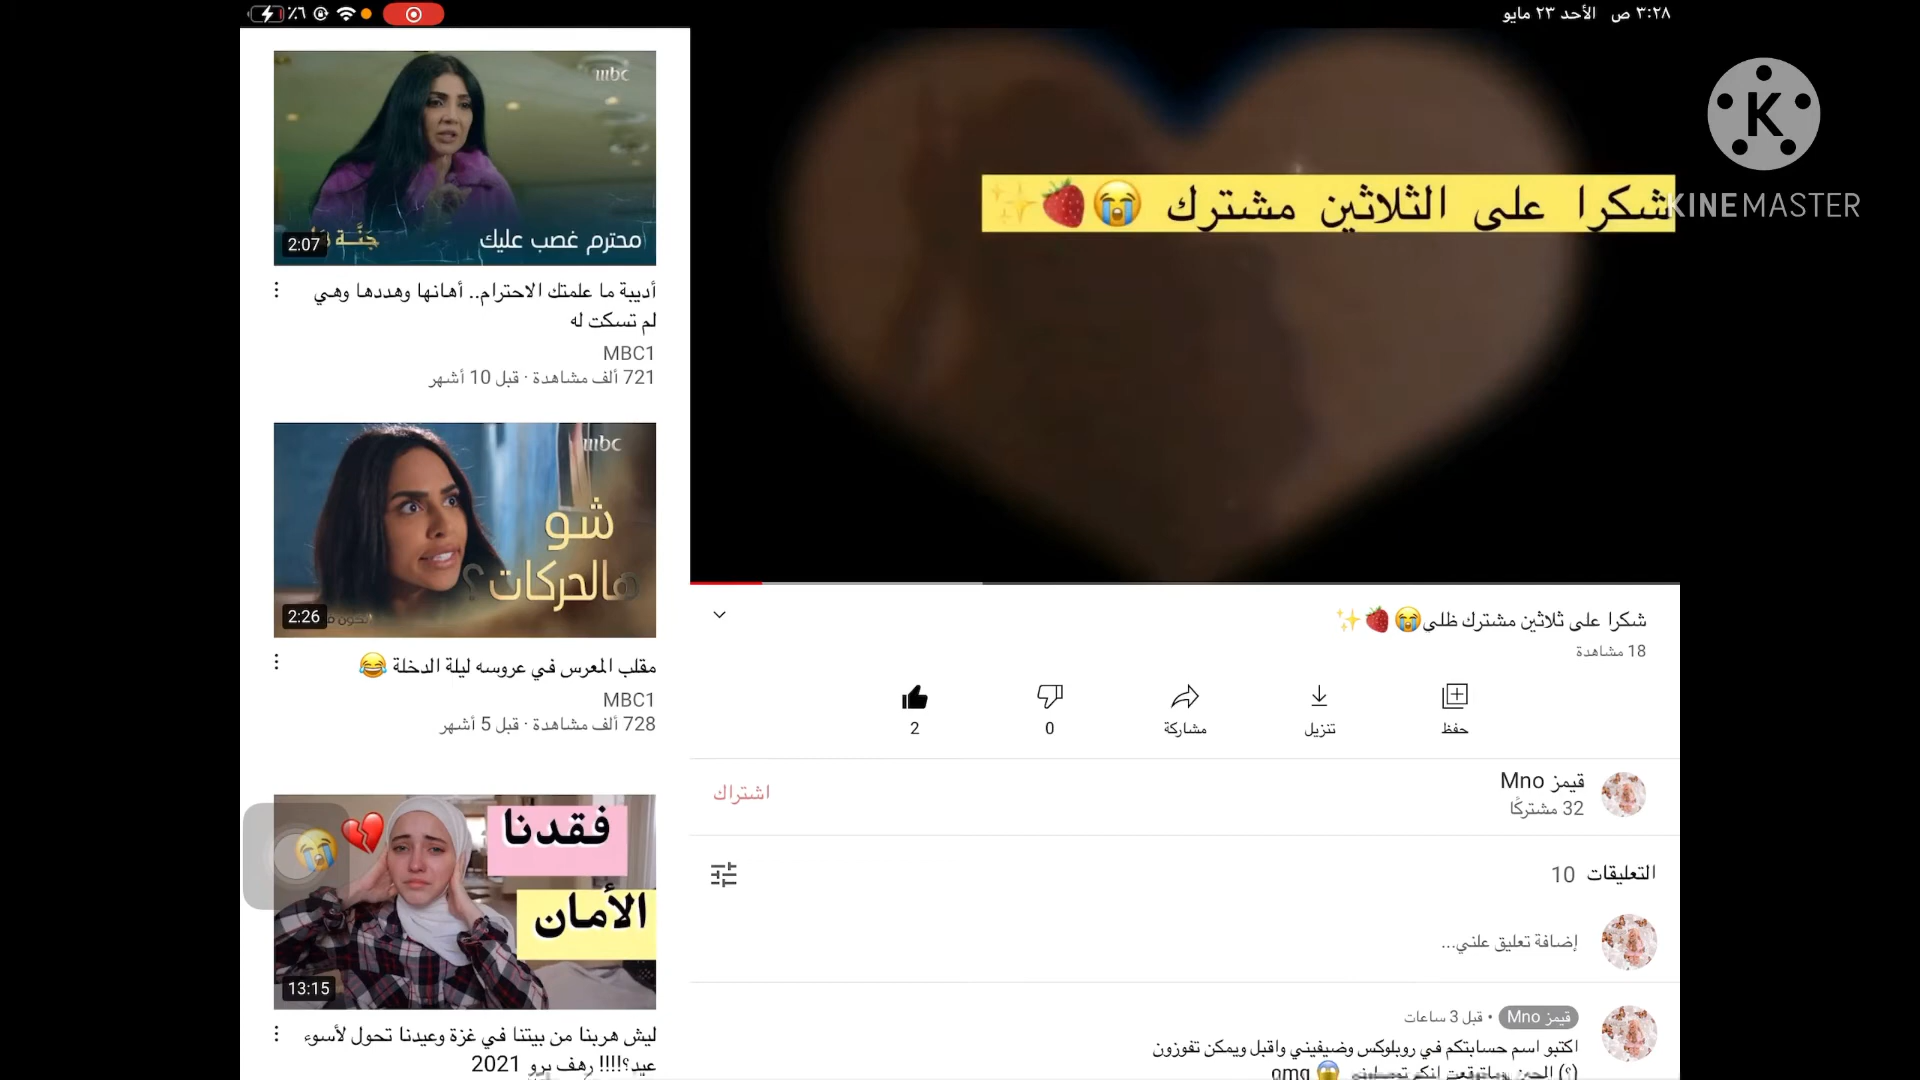 ٣:٢٨ ص الأحد ٢٣ مايو
٪٦
mbc
محترم غصب عليك
2:07
أديبة ما علمتك الاحترام.. أهانها وهددها وهي
لم تسكت له
MBC1
721 ألف مشاهدة · قبل 10 أشهر
mbc
شو
هالحركات؟
2:26
مقلب المعرس في عروسه ليلة الدخلة 😂
MBC1
728 ألف مشاهدة · قبل 5 أشهر
فقدنا
الأمان
13:15
ليش هربنا من بيتنا في غزة وعيدنا تحول لأسوء
عيد؟!!!! رهف برو 2021
K
KINEMASTER
شكرا على الثلاثين مشترك 😭🍓✨
شكرا على ثلاثين مشترك ظلي😭🍓✨
18 مشاهدة
2
0
مشاركة
تنزيل
حفظ
قيمز Mno
32 مشتركًا
اشتراك
التعليقات 10
إضافة تعليق علني...
قيمز Mno • قبل 3 ساعات
اكتبو اسم حسابتكم في روبلوكس وضيفيني واقبل ويمكن تفوزون
omg